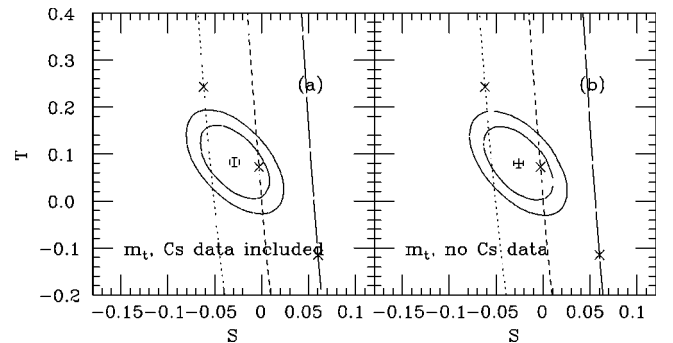 0.4
0.3
0.2
0.1
0.0
-0.1
-0.2
T
(a)
(b)
m_t, Cs data included
m_t, no Cs data
-0.15 -0.1 -0.05 0 0.05 0.1
-0.15 -0.1 -0.05 0 0.05 0.1
S
S